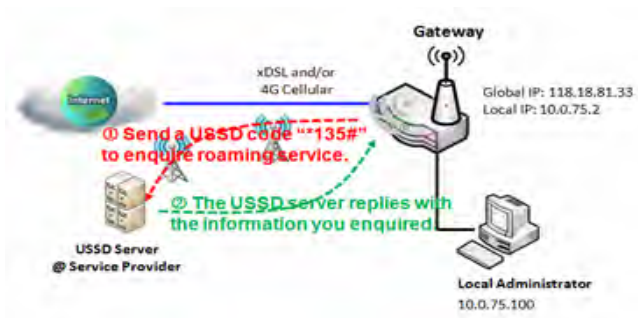 Gateway
xDSL and/or
4G Cellular
Internet
Global IP: 118.18.81.33
Local IP: 10.0.75.2
① Send a USSD code “*135#”
to enquire roaming service.
② The USSD server replies with
the information you enquired.
USSD Server
@ Service Provider
Local Administrator
10.0.75.100